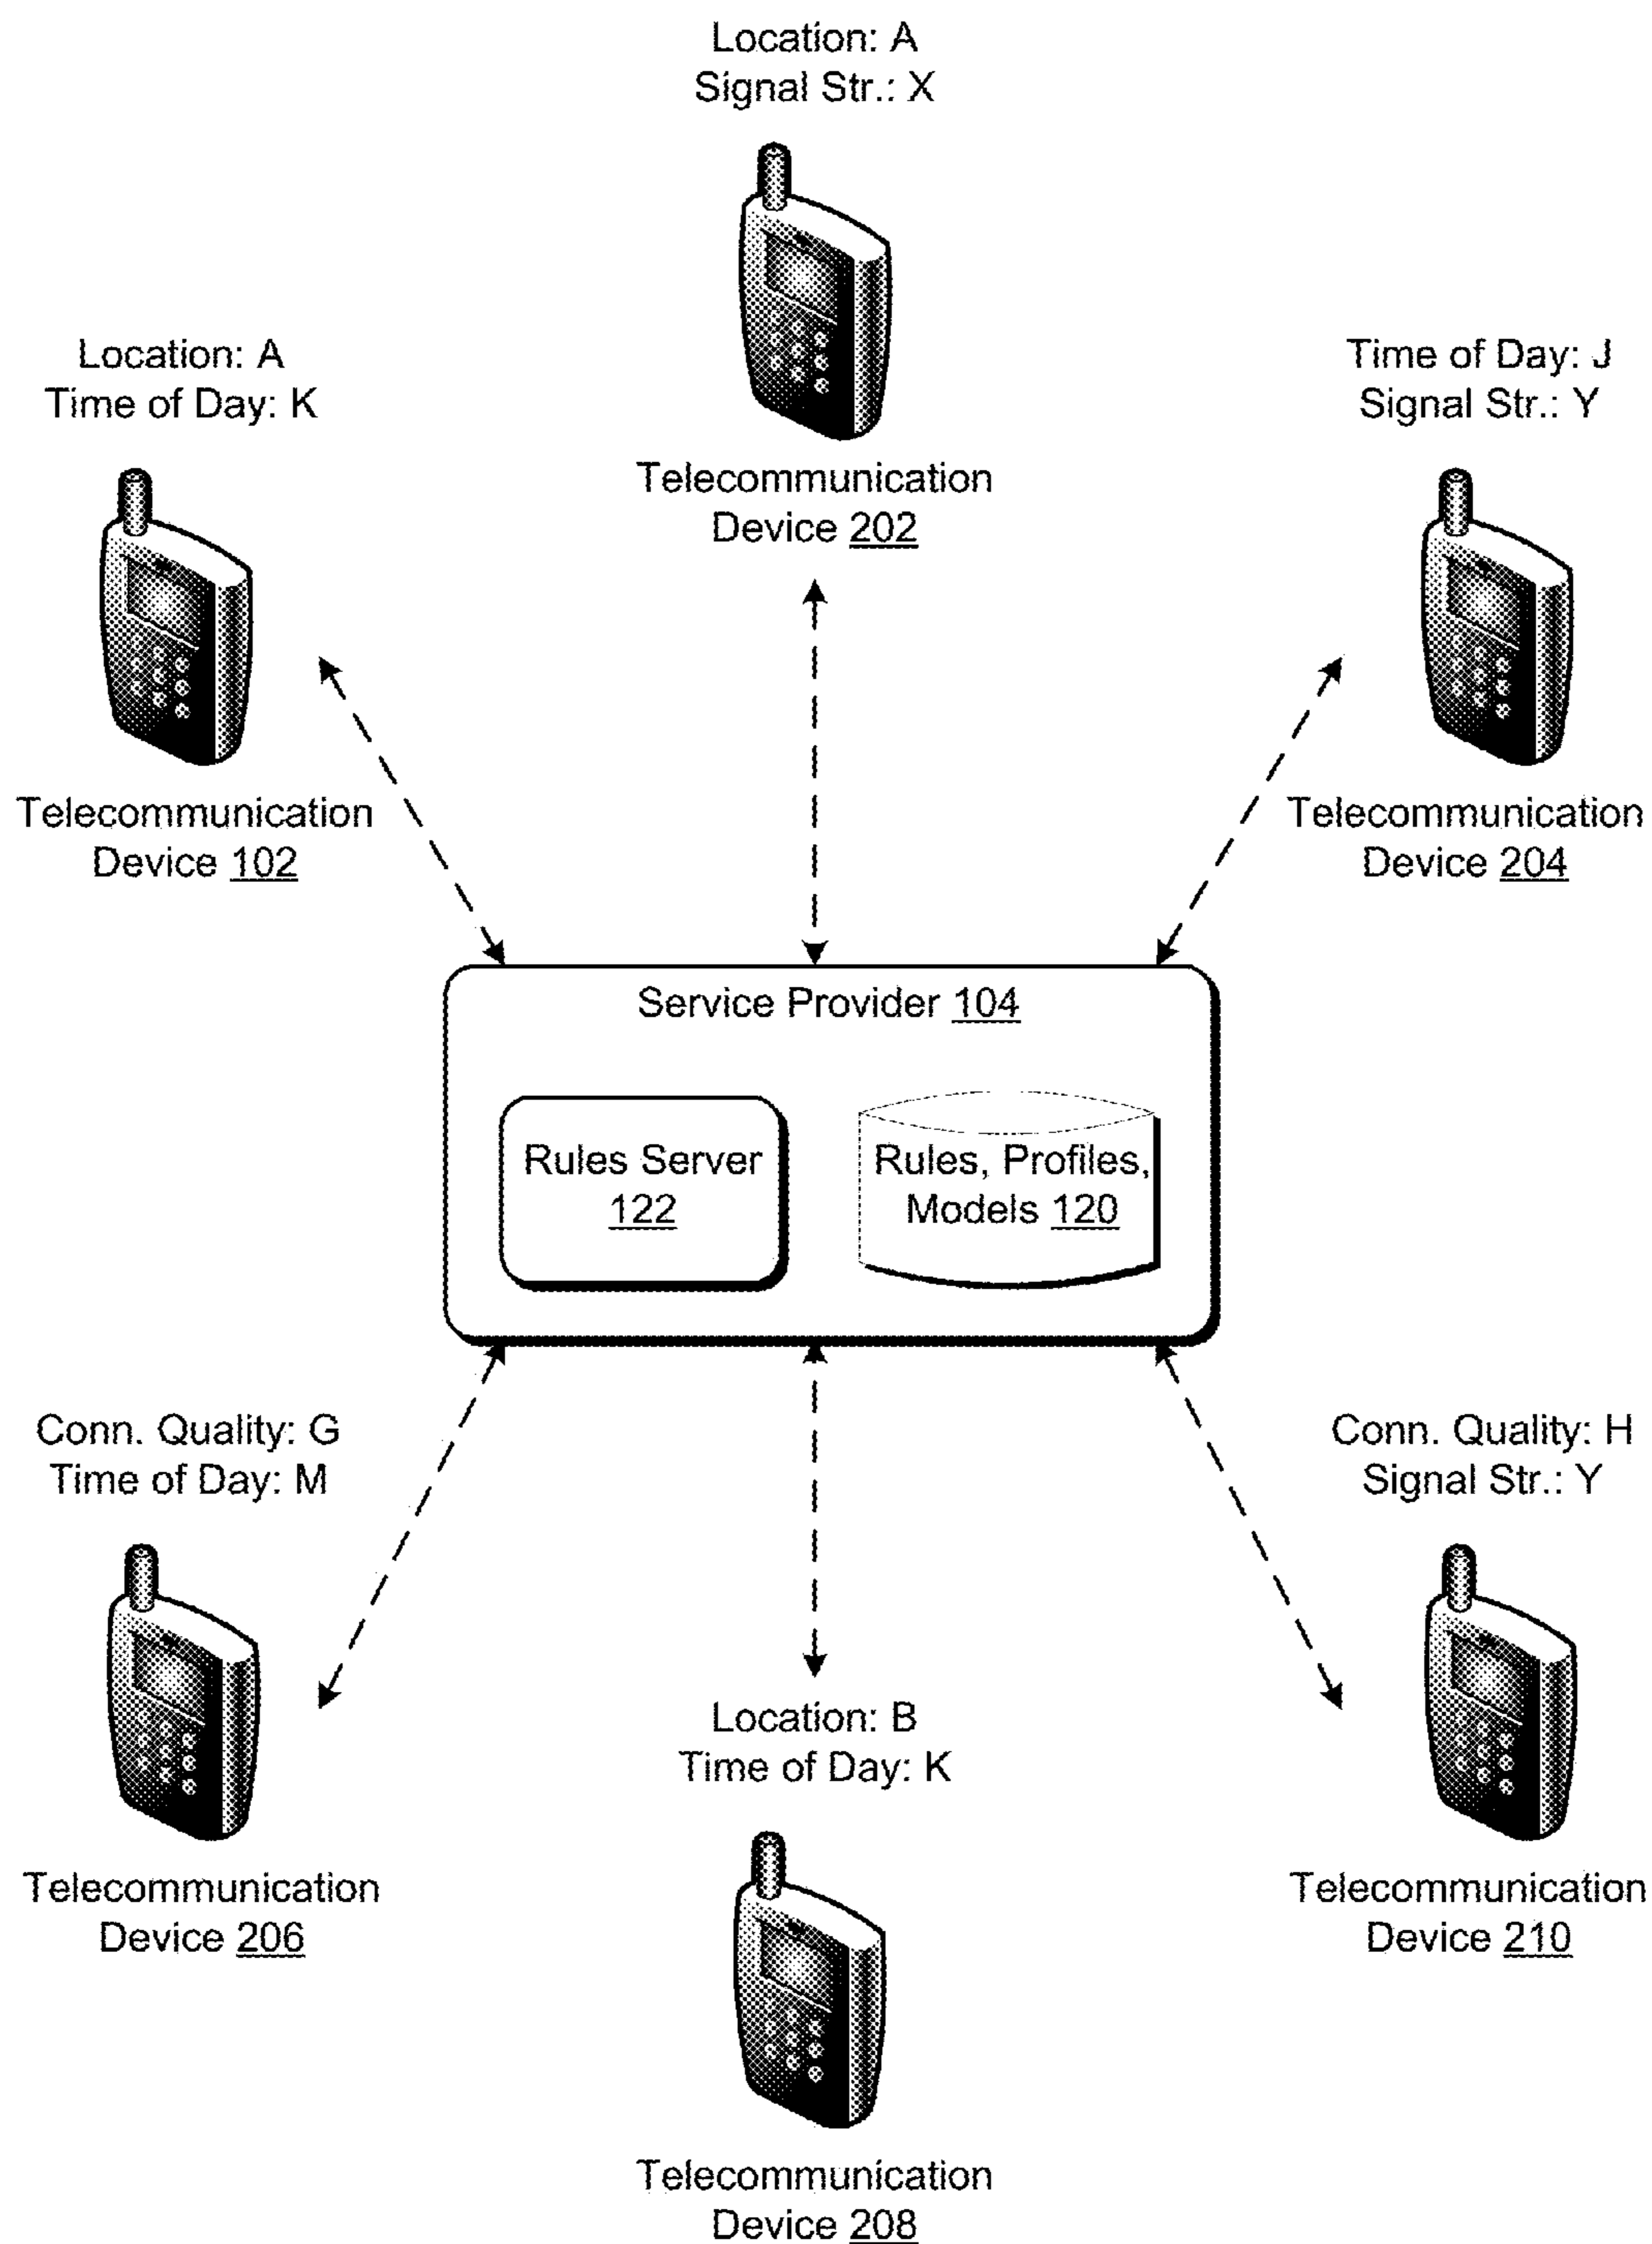 Location: A
Signal Str.: X
Telecommunication
Device 202
Location: A
Time of Day: K
Telecommunication
Device 102
Time of Day: J
Signal Str.: Y
Telecommunication
Device 204
Service Provider 104
Rules Server
122
Rules, Profiles,
Models 120
Conn. Quality: G
Time of Day: M
Telecommunication
Device 206
Location: B
Time of Day: K
Telecommunication
Device 208
Conn. Quality: H
Signal Str.: Y
Telecommunication
Device 210